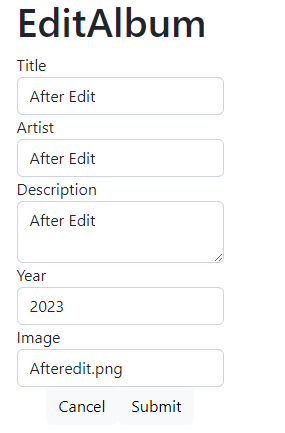 EditAlbum
Title
After Edit
Artist
After Edit
Description
After Edit
Year
2023
Image
Afteredit.png
Cancel Submit